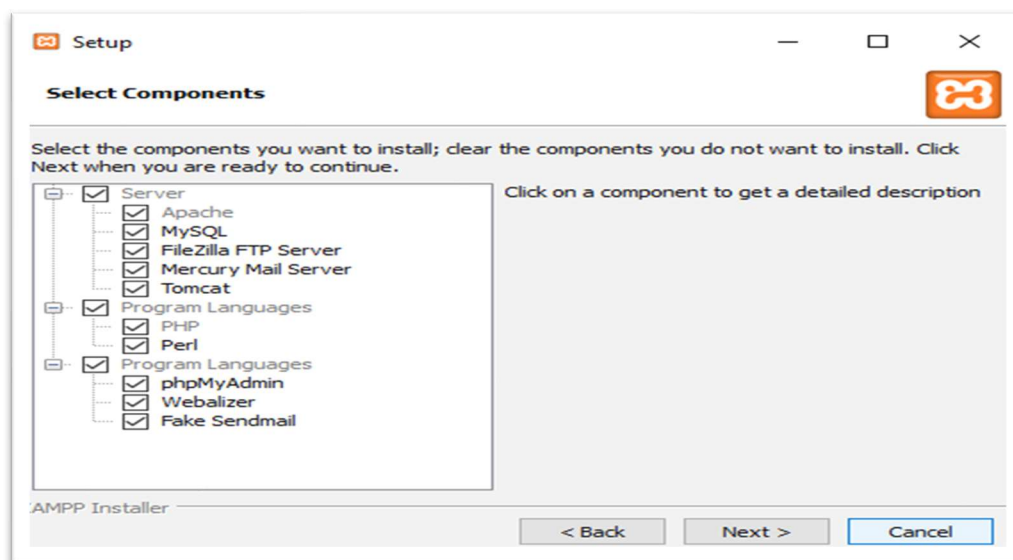 Setup
Select Components
Select the components you want to install; clear the components you do not want to install. Click
Next when you are ready to continue.
Server
Apache
MySQL
FileZilla FTP Server
Mercury Mail Server
Tomcat
Program Languages
PHP
Perl
Program Languages
phpMyAdmin
Webalizer
Fake Sendmail
Click on a component to get a detailed description
AMPP Installer
< Back
Next >
Cancel